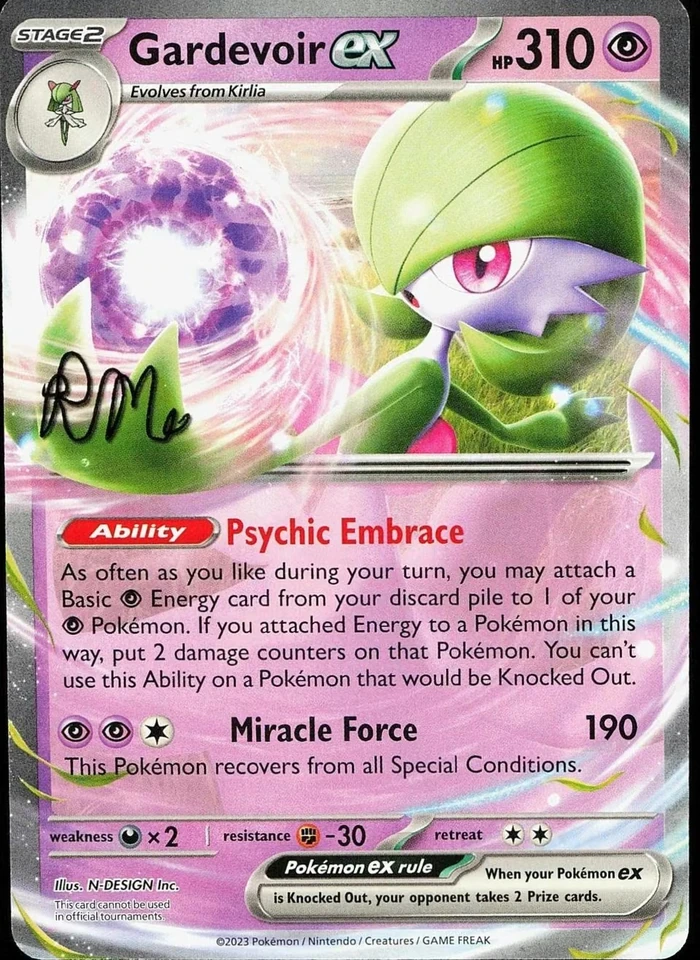 STAGE2 Gardevoir ex HP310
Evolves from Kirlia
Ability Psychic Embrace
As often as you like during your turn, you may attach a
Basic Energy card from your discard pile to 1 of your
Pokémon. If you attached Energy to a Pokémon in this
way, put 2 damage counters on that Pokémon. You can't
use this Ability on a Pokémon that would be Knocked Out.
Miracle Force 190
This Pokémon recovers from all Special Conditions.
weakness ×2 resistance -30 retreat
Pokémon ex rule When your Pokémon ex
is Knocked Out, your opponent takes 2 Prize cards.
Illus. N-DESIGN Inc.
This card cannot be used
in official tournaments.
©2023 Pokémon / Nintendo / Creatures / GAME FREAK